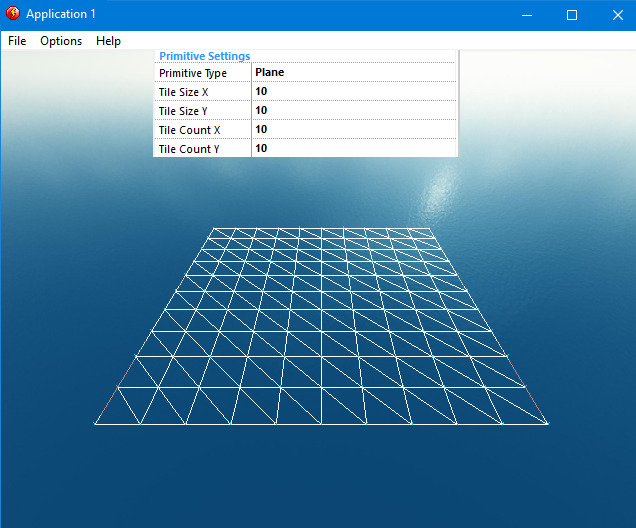 Application 1
File Options Help
Primitive Settings
Primitive Type Plane
Tile Size X 10
Tile Size Y 10
Tile Count X 10
Tile Count Y 10